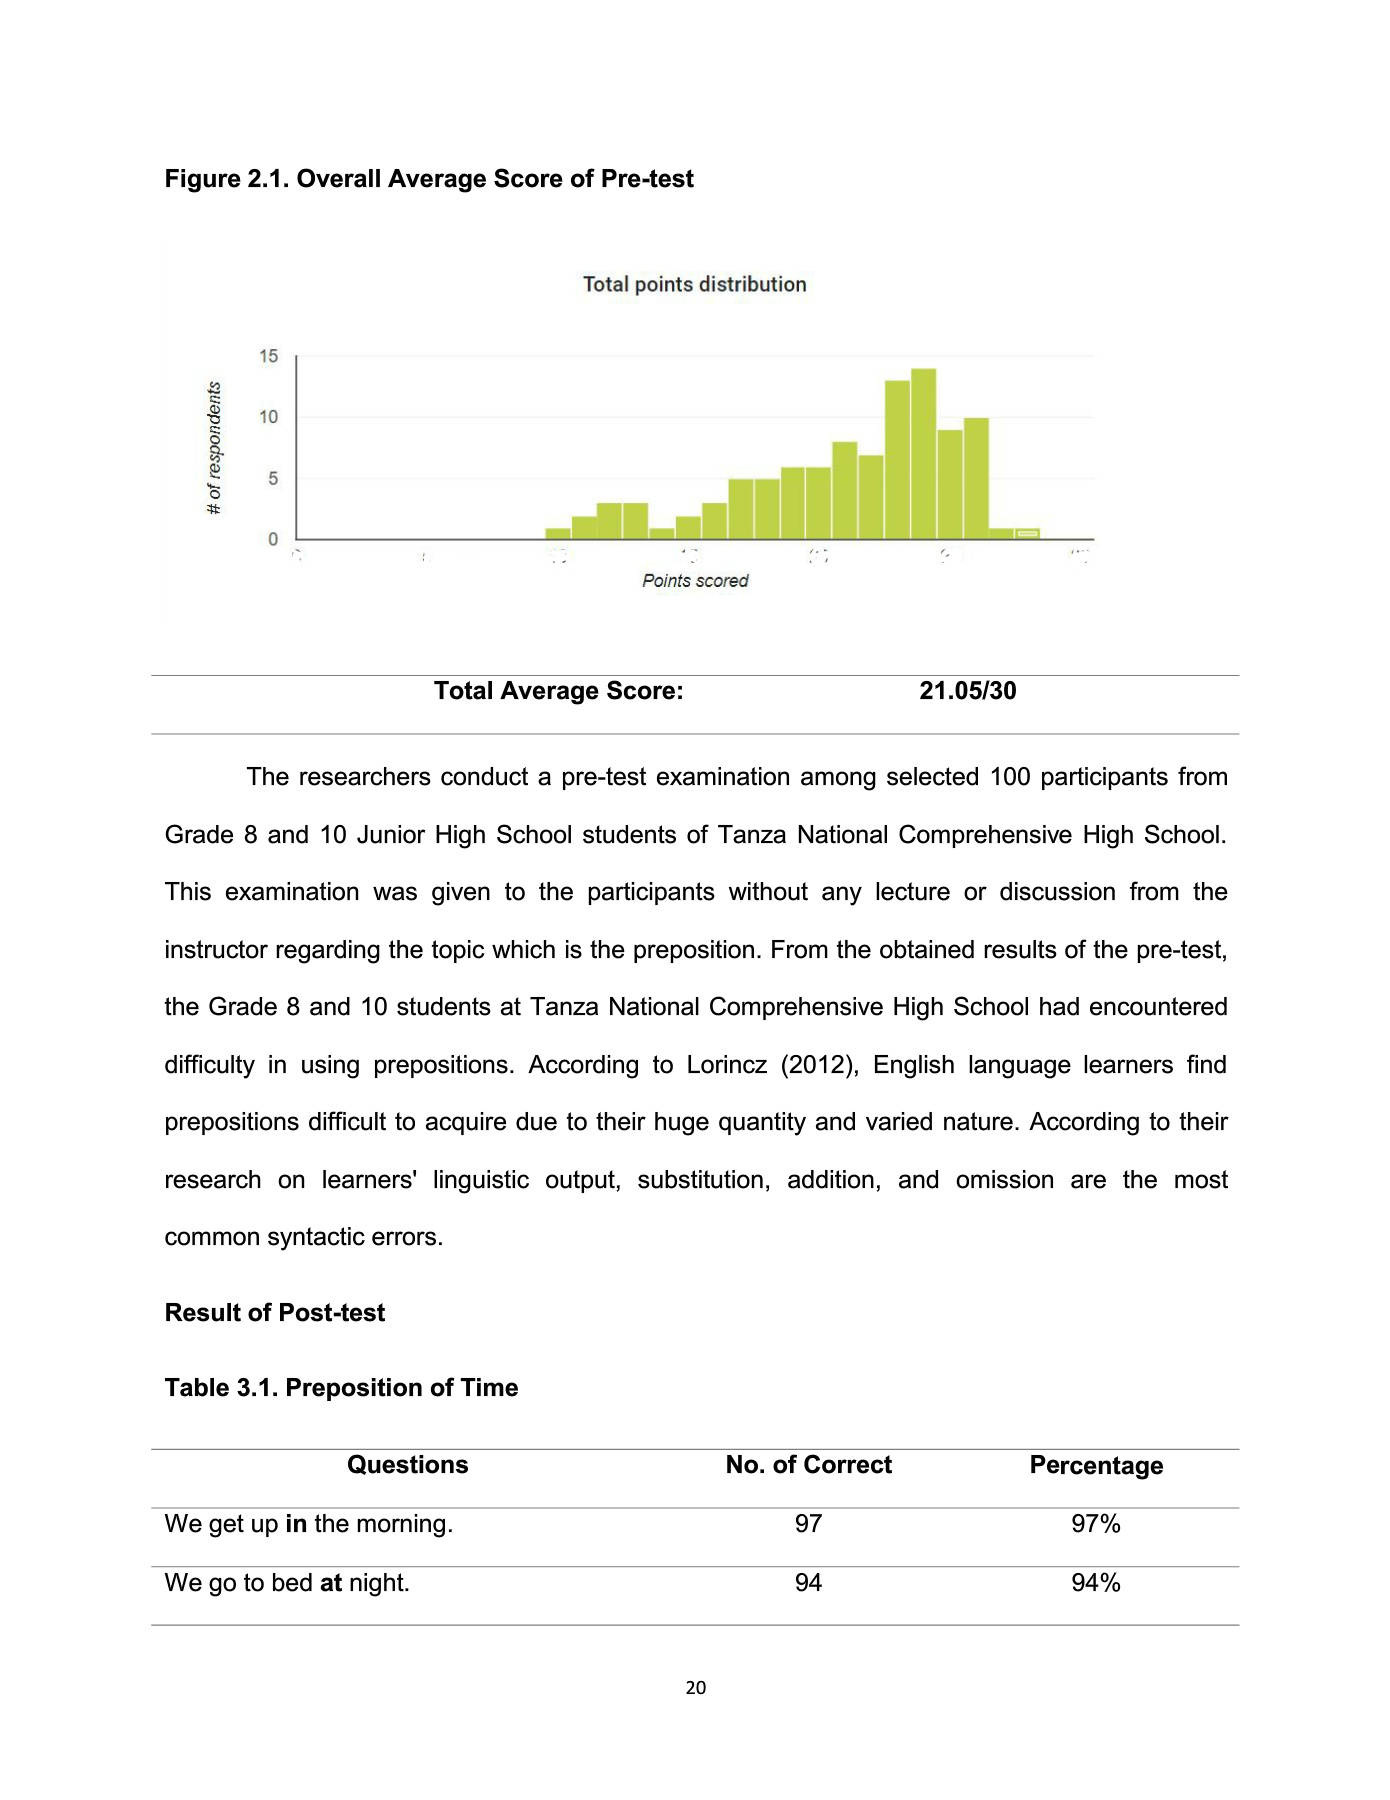 Figure 2.1. Overall Average Score of Pre-test
Total points distribution
15
10
5
0
# of respondents
Points scored
Total Average Score: 21.05/30
The researchers conduct a pre-test examination among selected 100 participants from
Grade 8 and 10 Junior High School students of Tanza National Comprehensive High School.
This examination was given to the participants without any lecture or discussion from the
instructor regarding the topic which is the preposition. From the obtained results of the pre-test,
the Grade 8 and 10 students at Tanza National Comprehensive High School had encountered
difficulty in using prepositions. According to Lorincz (2012), English language learners find
prepositions difficult to acquire due to their huge quantity and varied nature. According to their
research on learners' linguistic output, substitution, addition, and omission are the most
common syntactic errors.
Result of Post-test
Table 3.1. Preposition of Time
Questions No. of Correct Percentage
We get up in the morning. 97 97%
We go to bed at night. 94 94%
20